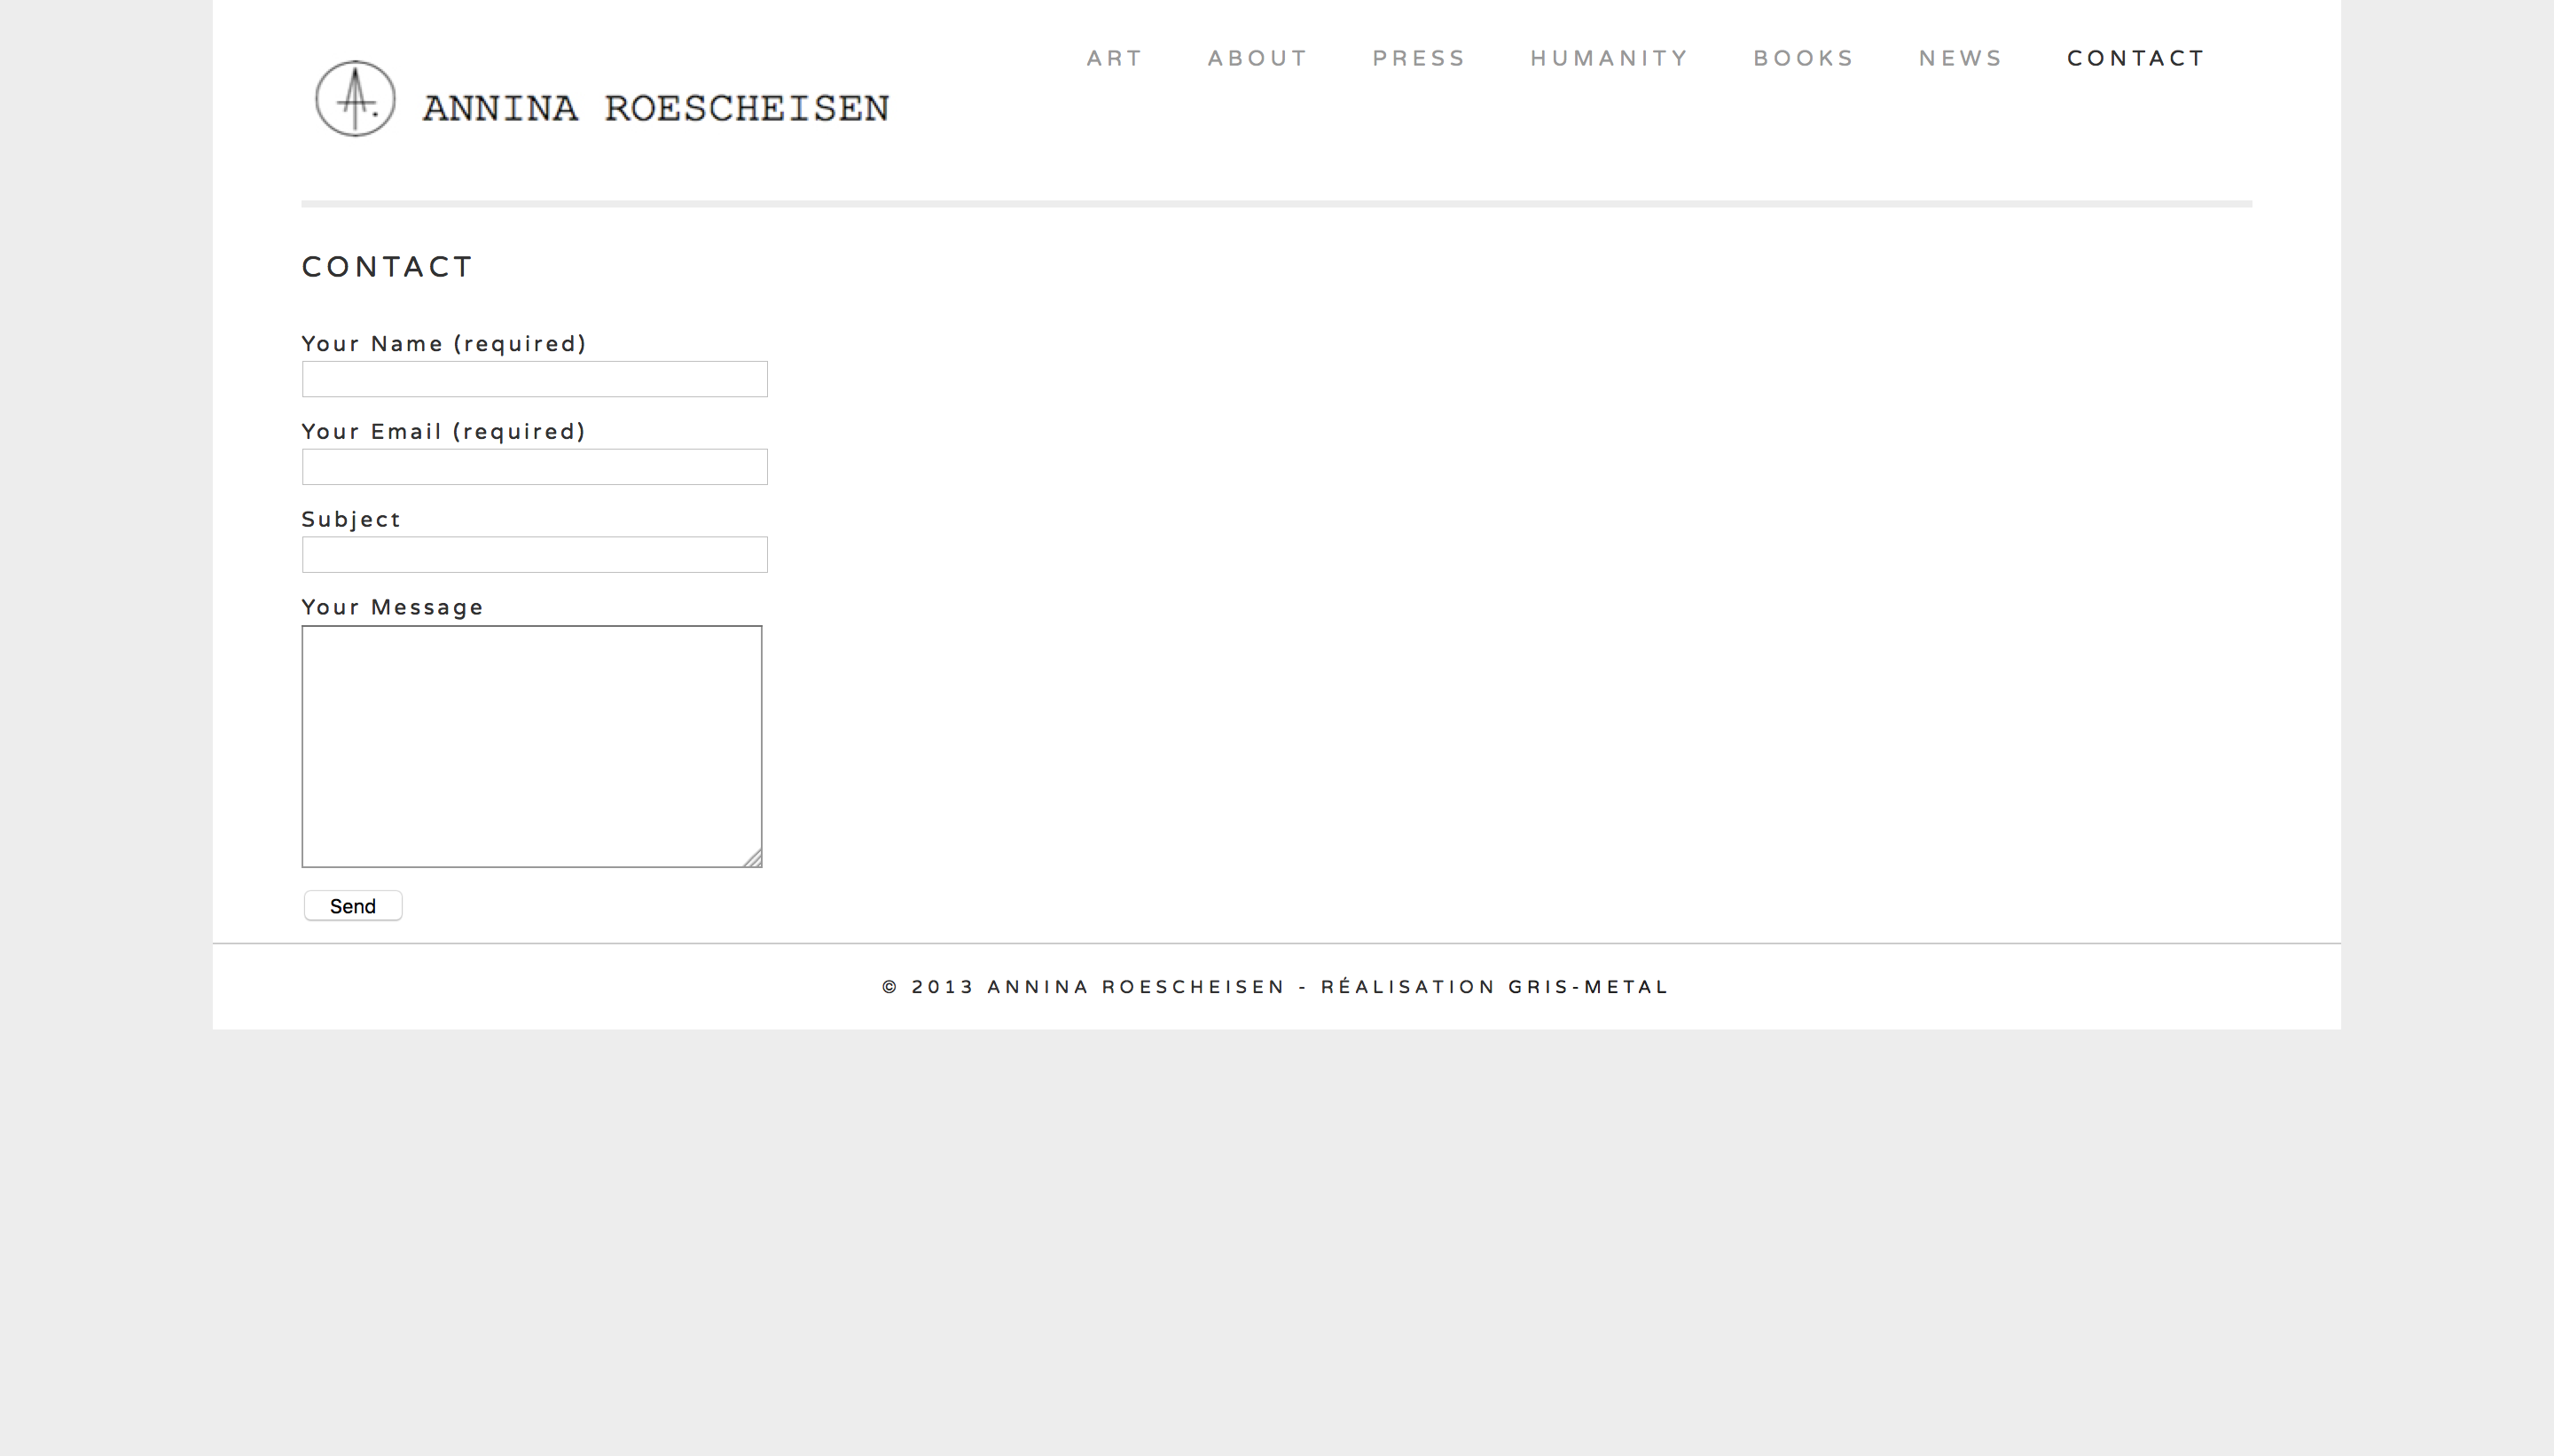 ART ABOUT PRESS HUMANITY BOOKS NEWS CONTACT
A. ANNINA ROESCHEISEN
CONTACT
Your Name (required)
Your Email (required)
Subject
Your Message
Send
© 2013 ANNINA ROESCHEISEN - RÉALISATION GRIS-METAL